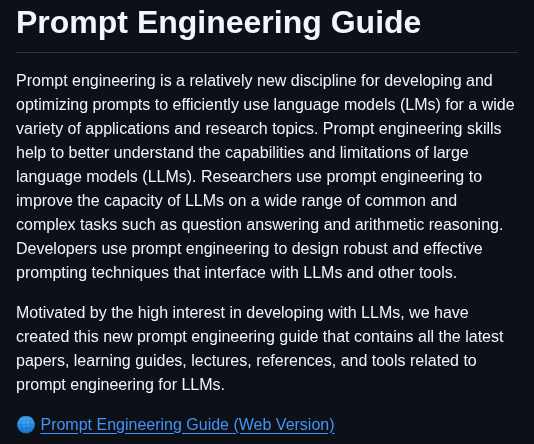 Prompt Engineering Guide
Prompt engineering is a relatively new discipline for developing and
optimizing prompts to efficiently use language models (LMs) for a wide
variety of applications and research topics. Prompt engineering skills
help to better understand the capabilities and limitations of large
language models (LLMs). Researchers use prompt engineering to
improve the capacity of LLMs on a wide range of common and
complex tasks such as question answering and arithmetic reasoning.
Developers use prompt engineering to design robust and effective
prompting techniques that interface with LLMs and other tools.
Motivated by the high interest in developing with LLMs, we have
created this new prompt engineering guide that contains all the latest
papers, learning guides, lectures, references, and tools related to
prompt engineering for LLMs.
Prompt Engineering Guide (Web Version)